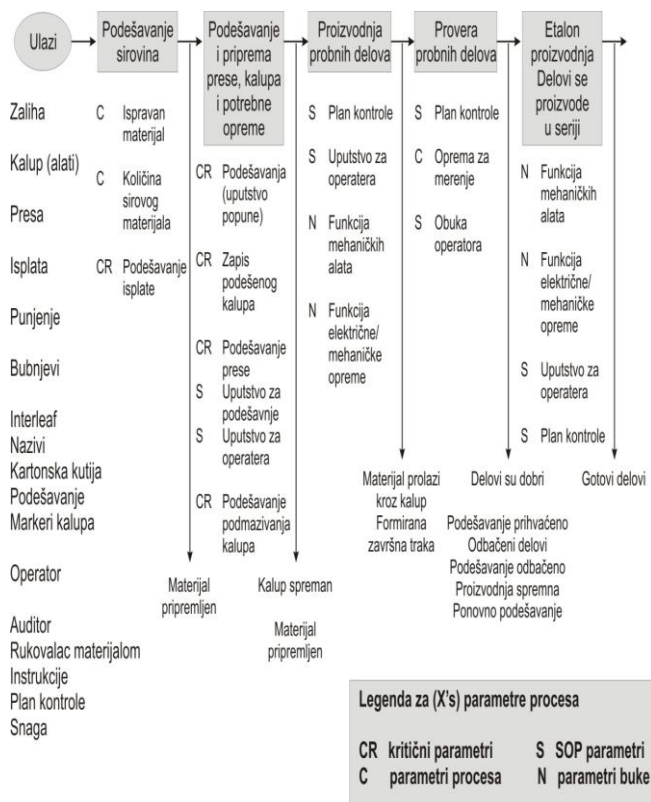 Ulazi
Podešavanje
sirovina
Podešavanje
i priprema
prese, kalupa
i potrebne
opreme
Proizvodnja
probnih delova
Provera
probnih delova
Etalon
proizvodnja
Delovi se
proizvode
u seriji
Zaliha
Kalup (alati)
Presa
Isplata
Punjenje
Bubnjevi
Interleaf
Nazivi
Kartonska kutija
Podešavanje
Markeri kalupa
Operator
Auditor
Rukovalac materijalom
Instrukcije
Plan kontrole
Snaga
C Ispravan
materijal
C Količina
sirovog
materijala
CR Podešavanje
isplate
Materijal
pripremljen
CR Podešavanja
(uputstvo
popune)
CR Zapis
podešenog
kalupa
CR Podešavanje
prese
S Uputstvo za
podešavnje
S Uputstvo za
operatera
CR Podešavanje
podmazivanja
kalupa
Kalup spreman
Materijal
pripremljen
S Plan kontrole
S Uputstvo za
operatera
N Funkcija
mehaničkih
alata
N Funkcija
električne/
mehaničke
opreme
Materijal prolazi
kroz kalup
Formirana
završna traka
S Plan kontrole
C Oprema za
merenje
S Obuka
operatora
Delovi su dobri
Podešavanje prihvaćeno
Odbačeni delovi
Podešavanje odbačeno
Proizvodnja spremna
Ponovno podešavanje
N Funkcija
mehaničkih
alata
N Funkcija
električne/
mehaničke
opreme
S Uputstvo za
operatera
S Plan kontrole
Gotovi delovi
Legenda za (X's) parametre procesa
CR kritični parametri S SOP parametri
C parametri procesa N parametri buke